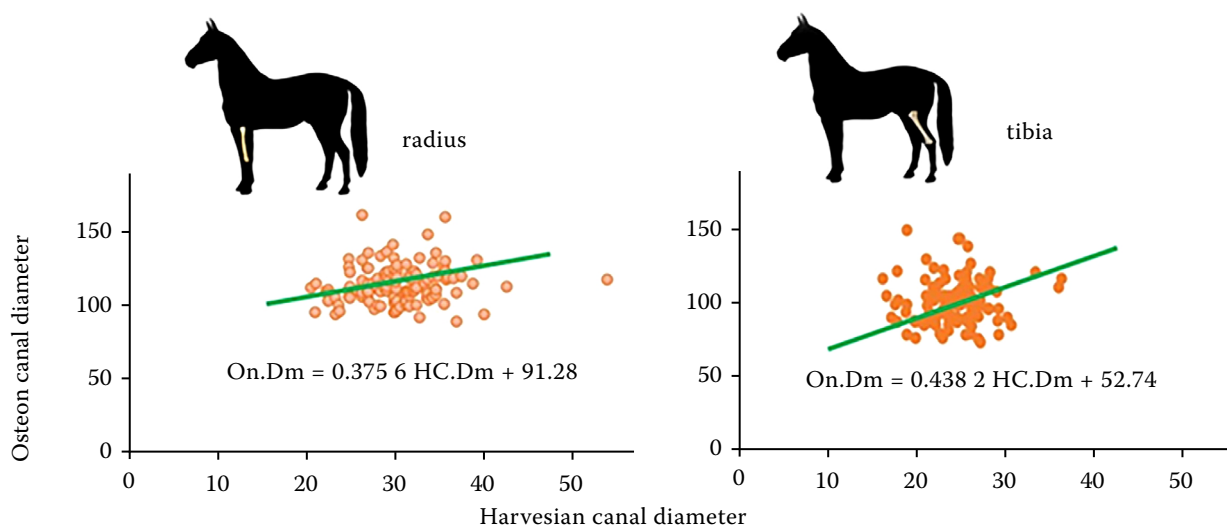 radius
Osteon canal diameter
150
100
50
0
On.Dm = 0.375 6 HC.Dm + 91.28
0 10 20 30 40 50
tibia
150
100
50
0
On.Dm = 0.438 2 HC.Dm + 52.74
0 10 20 30 40 50
Harvesian canal diameter